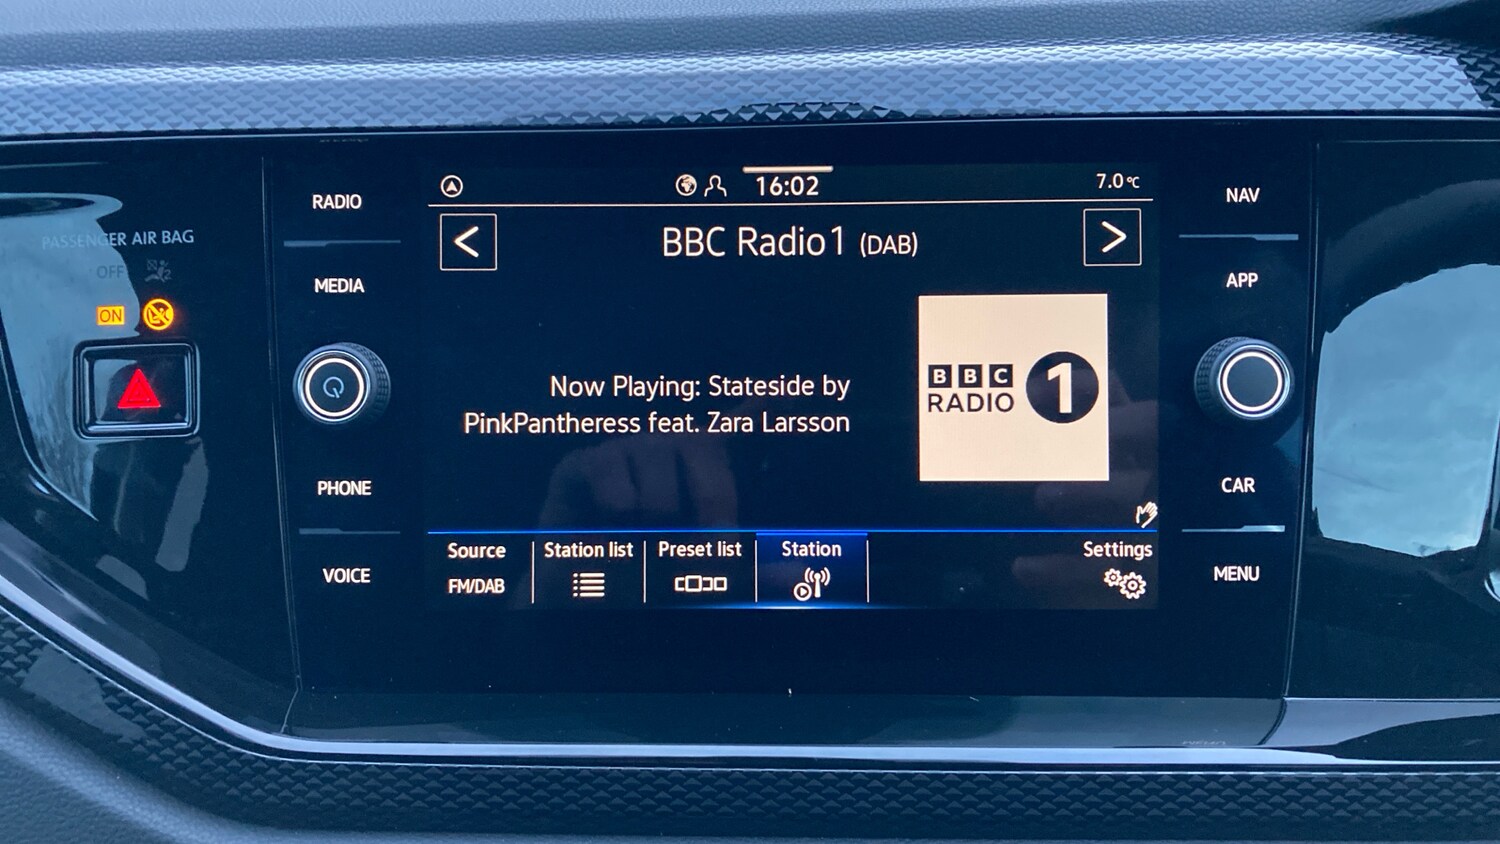 PASSENGER AIR BAG
OFF
ON
RADIO
MEDIA
PHONE
VOICE
16:02
7.0°C
<
BBC Radio 1 (DAB)
>
Now Playing: Stateside by
PinkPantheress feat. Zara Larsson
BBC
RADIO
1
Source
FM/DAB
Station list
Preset list
Station
Settings
NAV
APP
CAR
MENU